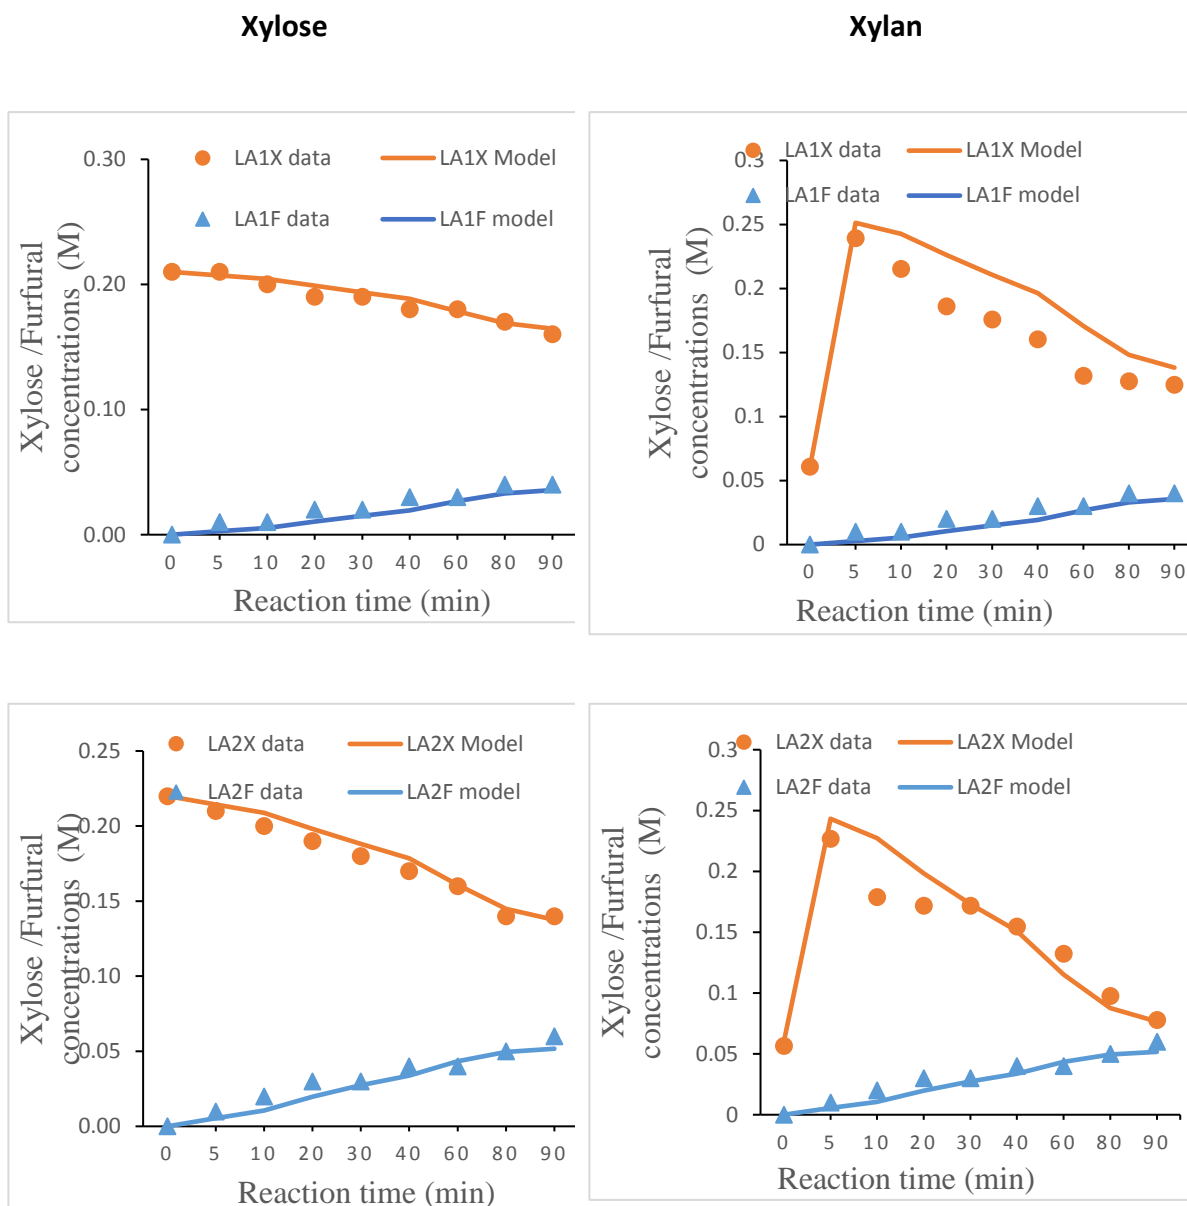 Xylose
Xylan
LA1X data
LA1X Model
LA1F data
LA1F model
0.30
0.20
0.10
0.00
Xylose /Furfural
concentrations (M)
0 5 10 20 30 40 60 80 90
Reaction time (min)
LA1X data
LA1X Model
LA1F data
LA1F model
0.3
0.25
0.2
0.15
0.1
0.05
0
Xylose /Furfural
concentrations (M)
0 5 10 20 30 40 60 80 90
Reaction time (min)
LA2X data
LA2X Model
LA2F data
LA2F model
0.25
0.20
0.15
0.10
0.05
0.00
Xylose /Furfural
concentrations (M)
0 5 10 20 30 40 60 80 90
Reaction time (min)
LA2X data
LA2X Model
LA2F data
LA2F model
0.3
0.25
0.2
0.15
0.1
0.05
0
Xylose /Furfural
concentrations (M)
0 5 10 20 30 40 60 80 90
Reaction time (min)